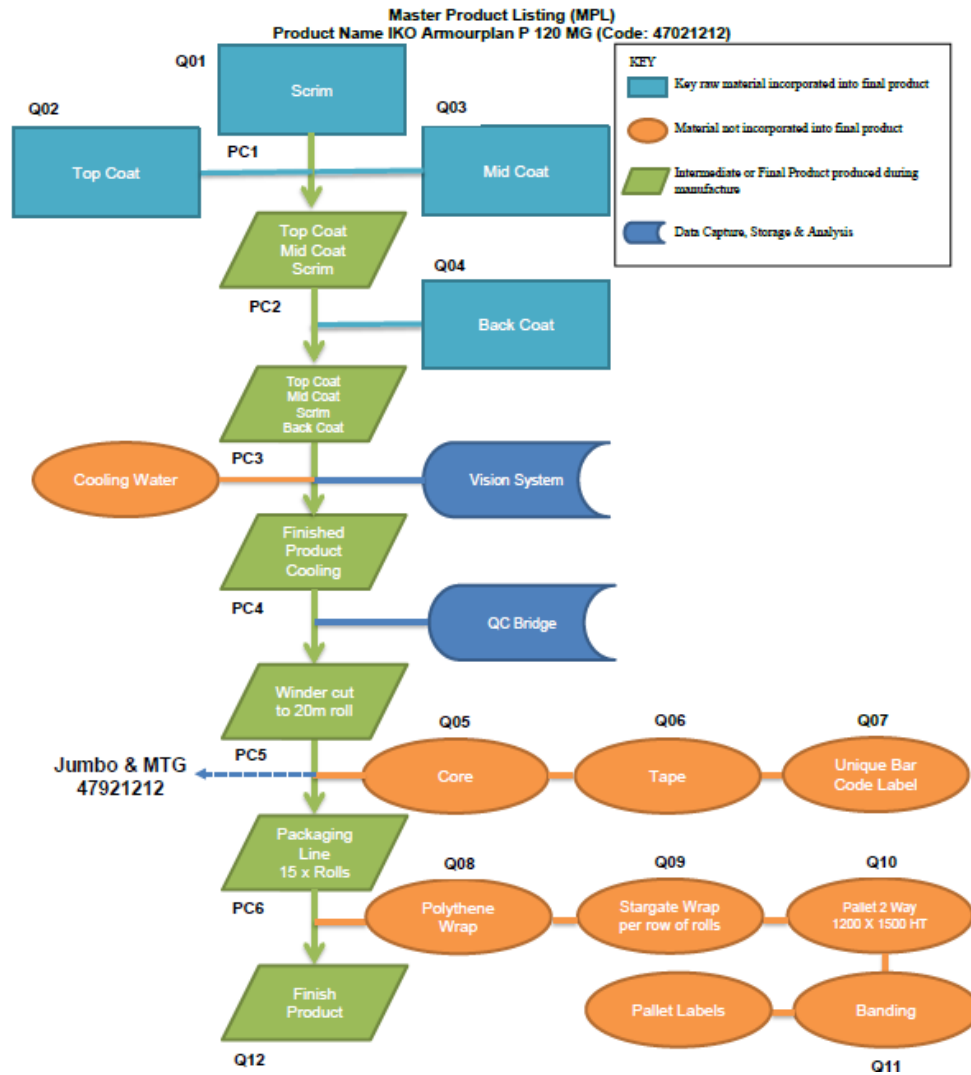 Master Product Listing (MPL)
Product Name IKO Armourplan P 120 MG (Code: 47021212)
Q01
Scrim
KEY
Key raw material incorporated into final product
Material not incorporated into final product
Intermediate or Final Product produced during
manufacture
Data Capture, Storage & Analysis
Q02
Top Coat
Q03
Mid Coat
PC1
Top Coat
Mid Coat
Scrim
Q04
Back Coat
PC2
Top Coat
Mid Coat
Scrim
Back Coat
PC3
Cooling Water
Vision System
Finished
Product
Cooling
PC4
QC Bridge
Winder cut
to 20m roll
PC5
Jumbo & MTG
47921212
Q05
Core
Q06
Tape
Q07
Unique Bar
Code Label
Packaging
Line
15 x Rolls
PC6
Q08
Polythene
Wrap
Q09
Stargate Wrap
per row of rolls
Q10
Pallet 2 Way
1200 X 1500 HT
Finish
Product
Pallet Labels
Banding
Q12
Q11